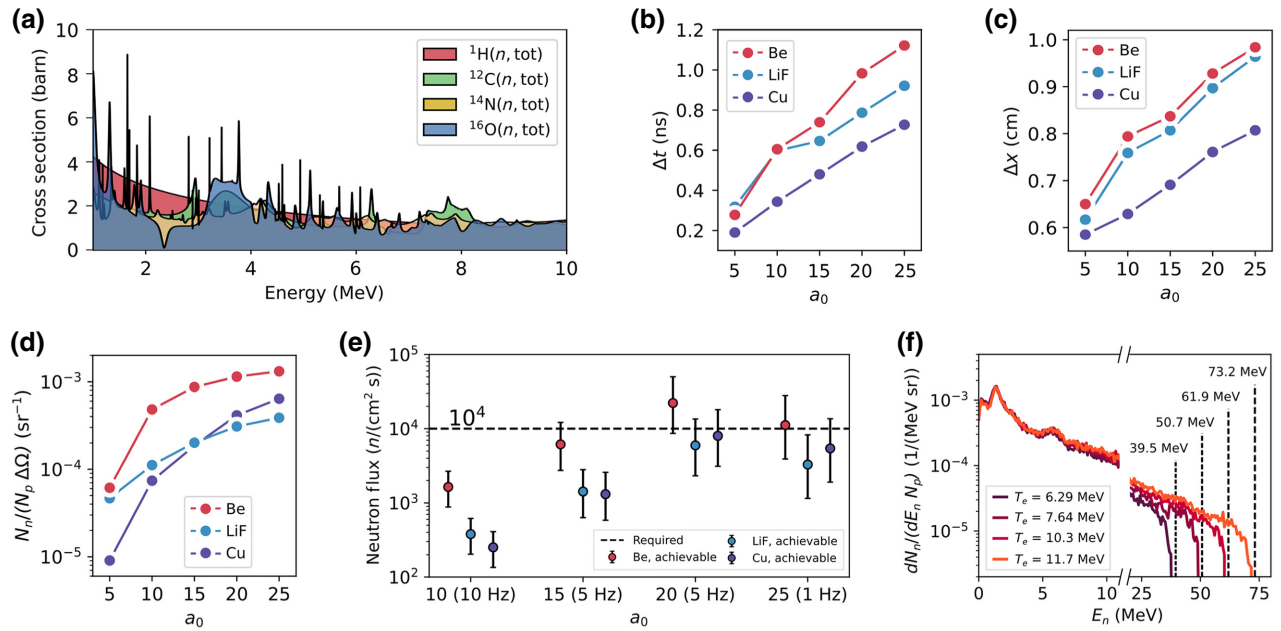 (a)
10
8
6
4
2
0
Cross secotion (barn)
¹H(n, tot)
¹²C(n, tot)
¹⁴N(n, tot)
¹⁶O(n, tot)
2 4 6 8 10
Energy (MeV)
(b)
1.2
1.0
0.8
0.6
0.4
0.2
Δt (ns)
Be
LiF
Cu
5 10 15 20 25
a₀
(c)
1.0
0.9
0.8
0.7
0.6
Δx (cm)
Be
LiF
Cu
5 10 15 20 25
a₀
(d)
10⁻³
10⁻⁴
10⁻⁵
Nₙ/(Nₚ ΔΩ) (sr⁻¹)
Be
LiF
Cu
5 10 15 20 25
a₀
(e)
10⁵
10⁴
10³
10²
Neutron flux (n/(cm² s))
10⁴
Required
Be, achievable
LiF, achievable
Cu, achievable
10 (10 Hz) 15 (5 Hz) 20 (5 Hz) 25 (1 Hz)
a₀
(f)
10⁻³
10⁻⁴
10⁻⁵
dNₙ/(dEₙ Nₚ) (1/(MeV sr))
73.2 MeV
61.9 MeV
50.7 MeV
39.5 MeV
Tₑ = 6.29 MeV
Tₑ = 7.64 MeV
Tₑ = 10.3 MeV
Tₑ = 11.7 MeV
0 5 10 25 50 75
Eₙ (MeV)